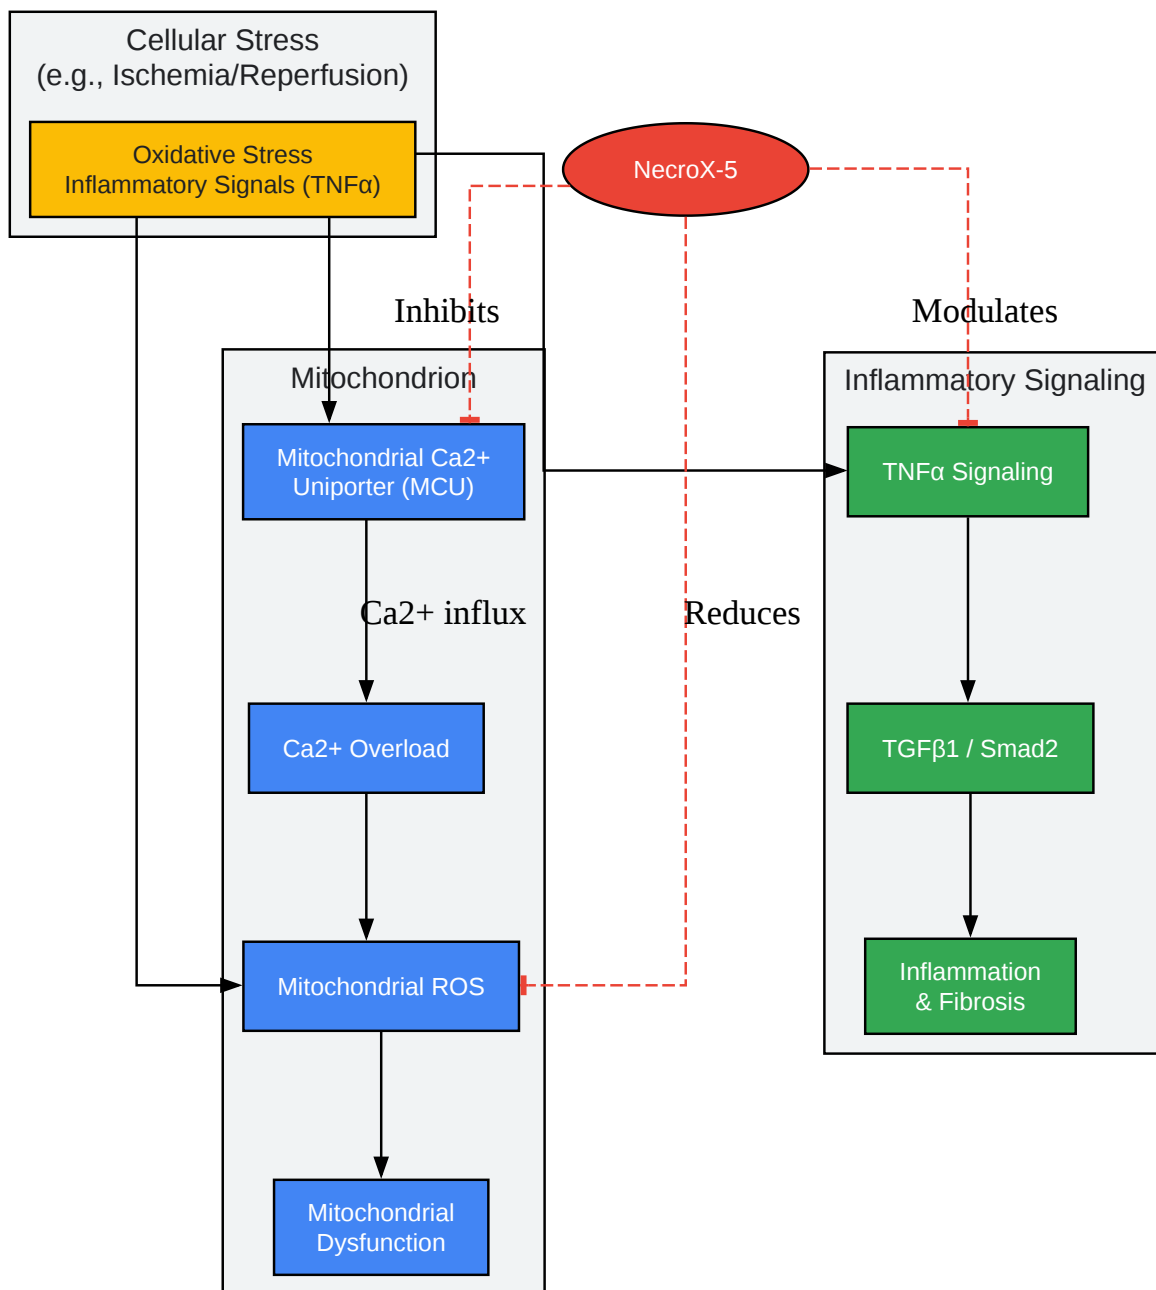 Cellular Stress
(e.g., Ischemia/Reperfusion)
Oxidative Stress
Inflammatory Signals (TNFα)
NecroX-5
Inhibits
Modulates
Mitochondrion
Inflammatory Signaling
Mitochondrial Ca2+
Uniporter (MCU)
TNFα Signaling
Ca2+ influx
Reduces
Ca2+ Overload
TGFβ1 / Smad2
Mitochondrial ROS
Inflammation
& Fibrosis
Mitochondrial
Dysfunction